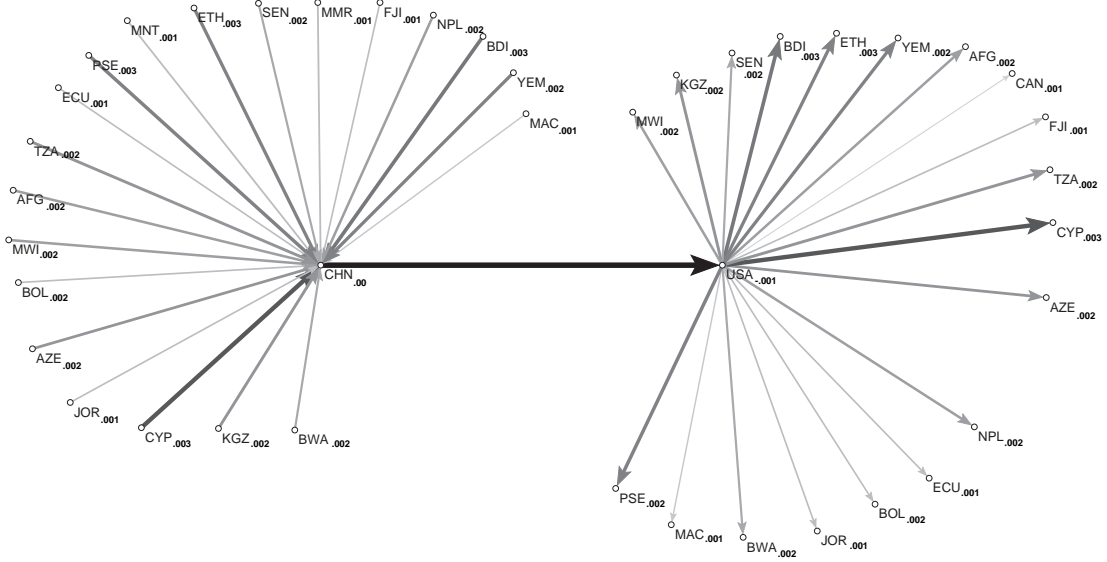 ETH.003
SEN.002
MMR.001
FJI.001
NPL.002
MNT.001
BDI.003
PSE.003
YEM.002
ECU.001
MAC.001
TZA.002
AFG.002
MWI.002
CHN.00
BOL.002
AZE.002
JOR.001
CYP.003
KGZ.002
BWA.002
BDI.003
ETH.003
YEM.002
AFG.002
SEN.002
CAN.001
KGZ.002
MWI.002
FJI.001
TZA.002
CYP.003
USA-.001
AZE.002
NPL.002
ECU.001
PSE.002
BOL.002
MAC.001
JOR.001
BWA.002